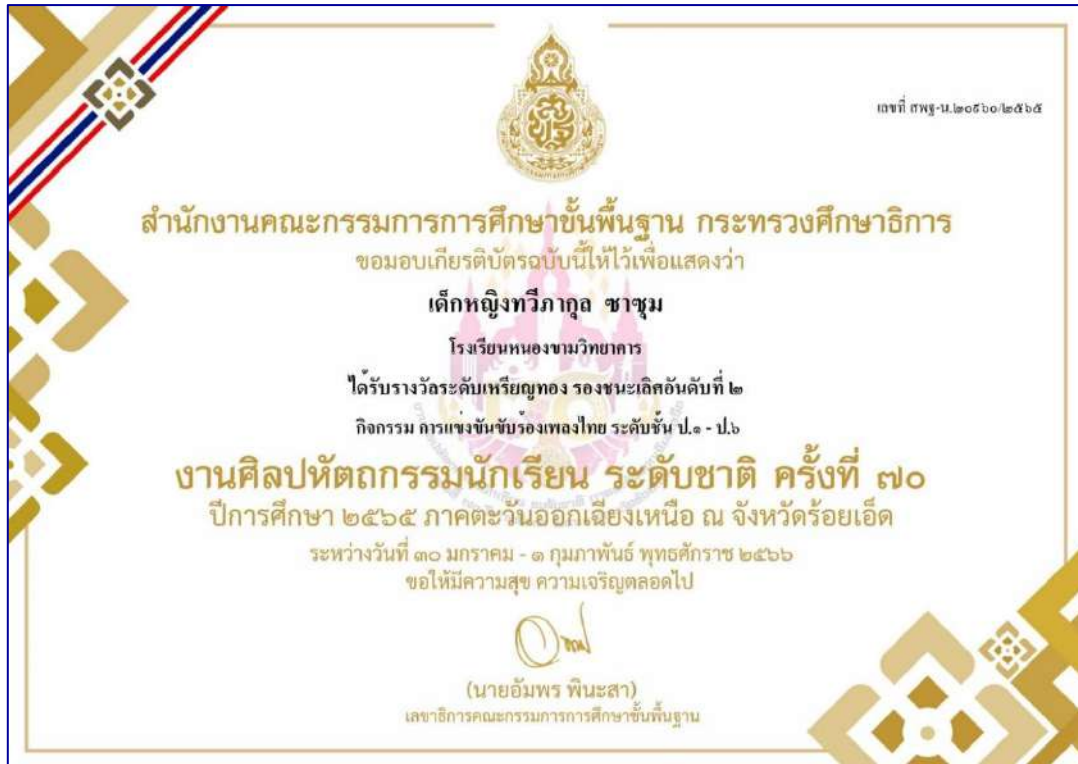 เลขที่ สพฐ-น.๒๐๕๖๐/๒๕๖๕
สำนักงานคณะกรรมการการศึกษาขั้นพื้นฐาน กระทรวงศึกษาธิการ
ขอมอบเกียรติบัตรฉบับนี้ให้ไว้เพื่อแสดงว่า
เด็กหญิงทวีภากุล ซาซุม
โรงเรียนหนองขามวิทยาคาร
ได้รับรางวัลระดับเหรียญทอง รองชนะเลิศอันดับที่ ๒
กิจกรรม การแข่งขันขับร้องเพลงไทย ระดับชั้น ป.๑ - ป.๖
งานศิลปหัตถกรรมนักเรียน ระดับชาติ ครั้งที่ ๗๐
ปีการศึกษา ๒๕๖๕ ภาคตะวันออกเฉียงเหนือ ณ จังหวัดร้อยเอ็ด
ระหว่างวันที่ ๓๐ มกราคม - ๑ กุมภาพันธ์ พุทธศักราช ๒๕๖๖
ขอให้มีความสุข ความเจริญตลอดไป
(นายอัมพร พินะสา)
เลขาธิการคณะกรรมการการศึกษาขั้นพื้นฐาน